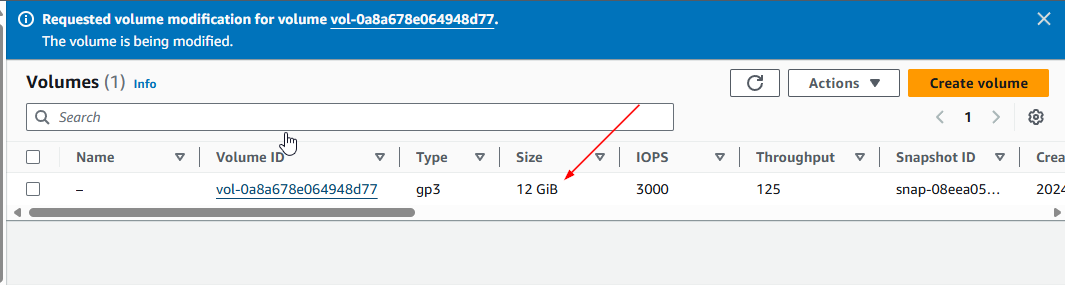 Requested volume modification for volume vol-0a8a678e064948d77.
The volume is being modified.
Volumes (1) Info
Actions
Create volume
Search
1
Name Volume ID Type Size IOPS Throughput Snapshot ID Crea
– vol-0a8a678e064948d77 gp3 12 GiB 3000 125 snap-08eea05... 2024